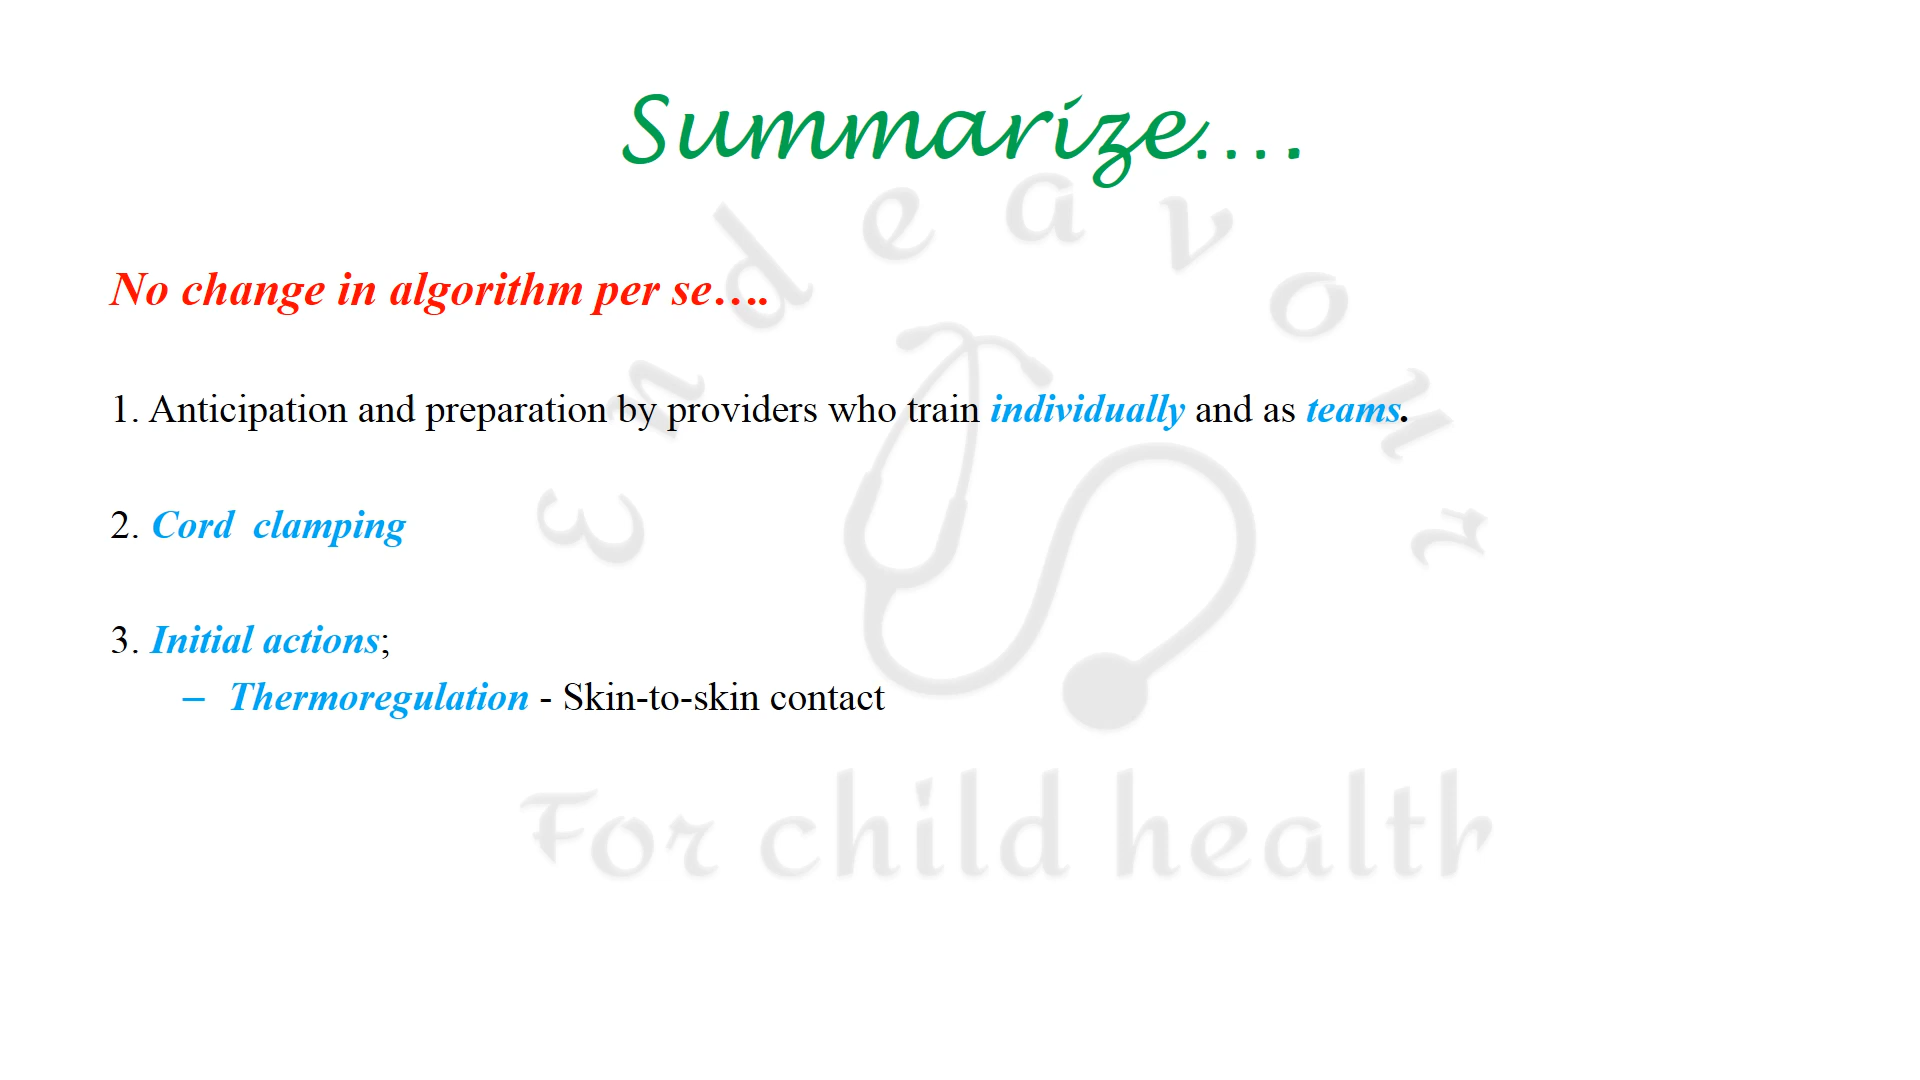 Summarize....
No change in algorithm per se….
1. Anticipation and preparation by providers who train individually and as teams.
2. Cord clamping
3. Initial actions;
– Thermoregulation - Skin-to-skin contact
Endeavour
For child health